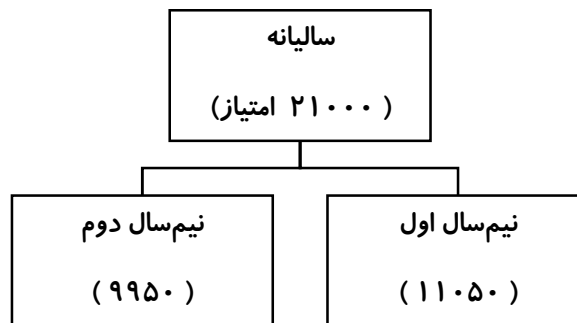 سالیانه
( ۲۱۰۰۰ امتیاز)
نیم‌سال اول
( ۱۱۰۵۰ )
نیم‌سال دوم
( ۹۹۵۰ )